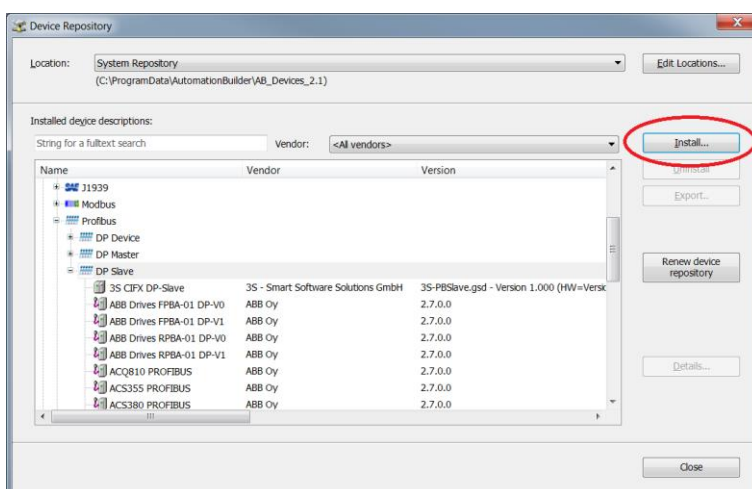 Device Repository
Location: System Repository Edit Locations...
(C:\ProgramData\AutomationBuilder\AB_Devices_2.1)
Installed device descriptions:
String for a fulltext search Vendor: <All vendors> Install...
Name Vendor Version Uninstall
J1939
Modbus Export...
Profibus
DP Device
DP Master
DP Slave Renew device repository
3S CIFX DP-Slave 3S - Smart Software Solutions GmbH 3S-PBSlave.gsd - Version 1.000 (HW=Versic
ABB Drives FPBA-01 DP-V0 ABB Oy 2.7.0.0
ABB Drives FPBA-01 DP-V1 ABB Oy 2.7.0.0
ABB Drives RPBA-01 DP-V0 ABB Oy 2.7.0.0
ABB Drives RPBA-01 DP-V1 ABB Oy 2.7.0.0
ACQ810 PROFIBUS ABB Oy 2.7.0.0 Details...
ACS355 PROFIBUS ABB Oy 2.7.0.0
ACS380 PROFIBUS ABB Oy 2.7.0.0
Close